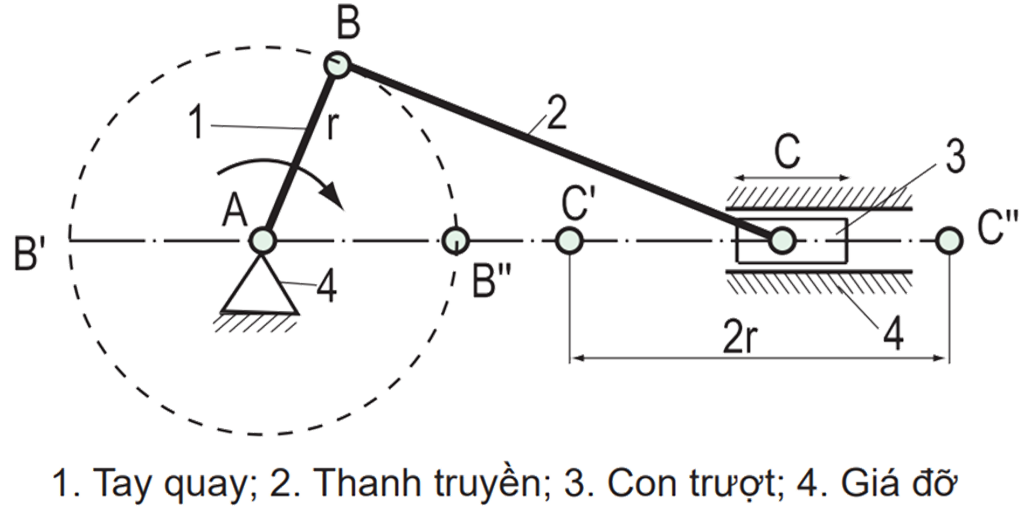 B
1
r
2
C
3
A
C'
C"
B'
4
B"
4
2r
1. Tay quay; 2. Thanh truyền; 3. Con trượt; 4. Giá đỡ